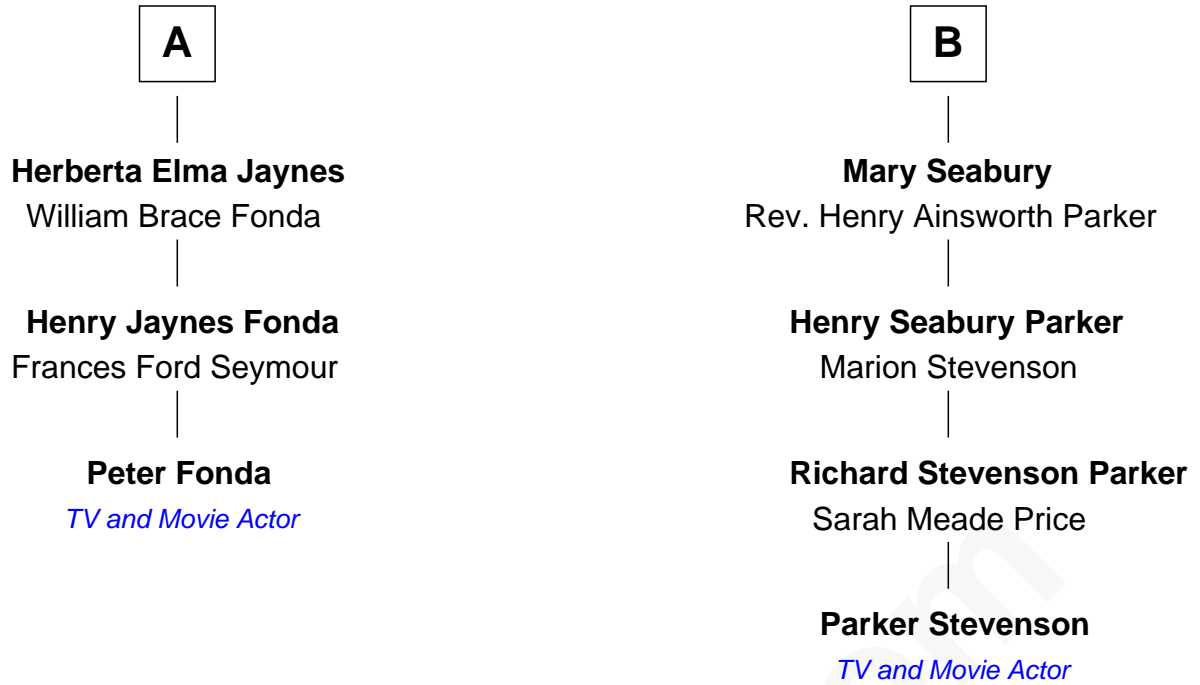 A
Herberta Elma Jaynes
William Brace Fonda
Henry Jaynes Fonda
Frances Ford Seymour
Peter Fonda
TV and Movie Actor
B
Mary Seabury
Rev. Henry Ainsworth Parker
Henry Seabury Parker
Marion Stevenson
Richard Stevenson Parker
Sarah Meade Price
Parker Stevenson
TV and Movie Actor